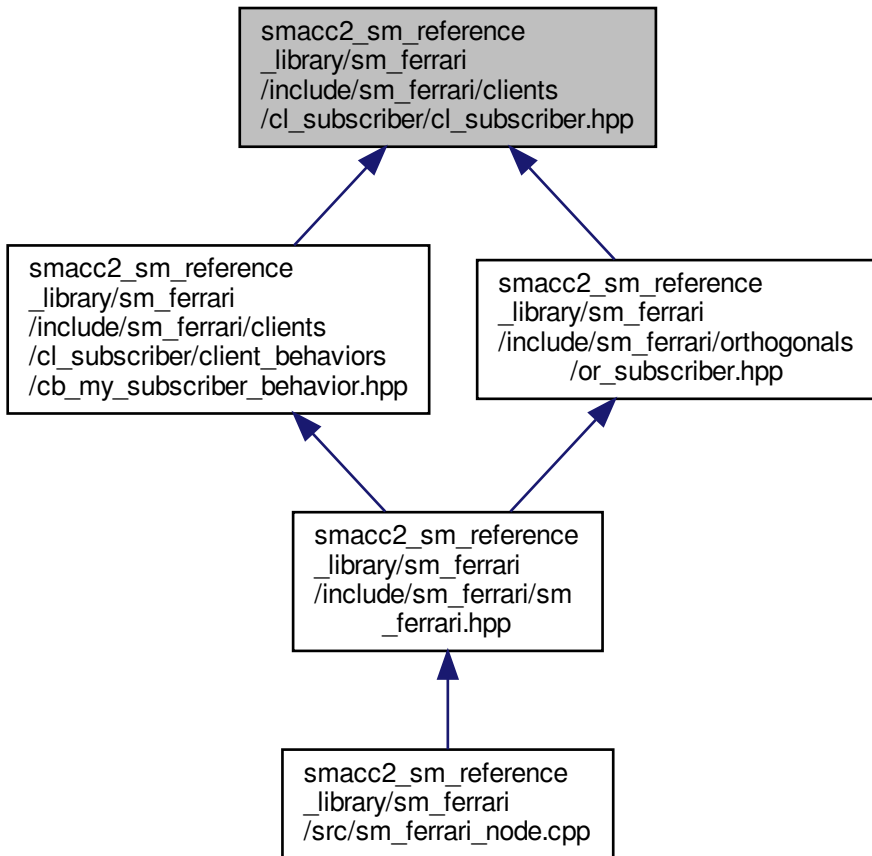 smacc2_sm_reference
_library/sm_ferrari
/include/sm_ferrari/clients
/cl_subscriber/cl_subscriber.hpp
smacc2_sm_reference
_library/sm_ferrari
/include/sm_ferrari/clients
/cl_subscriber/client_behaviors
/cb_my_subscriber_behavior.hpp
smacc2_sm_reference
_library/sm_ferrari
/include/sm_ferrari/orthogonals
/or_subscriber.hpp
smacc2_sm_reference
_library/sm_ferrari
/include/sm_ferrari/sm
_ferrari.hpp
smacc2_sm_reference
_library/sm_ferrari
/src/sm_ferrari_node.cpp